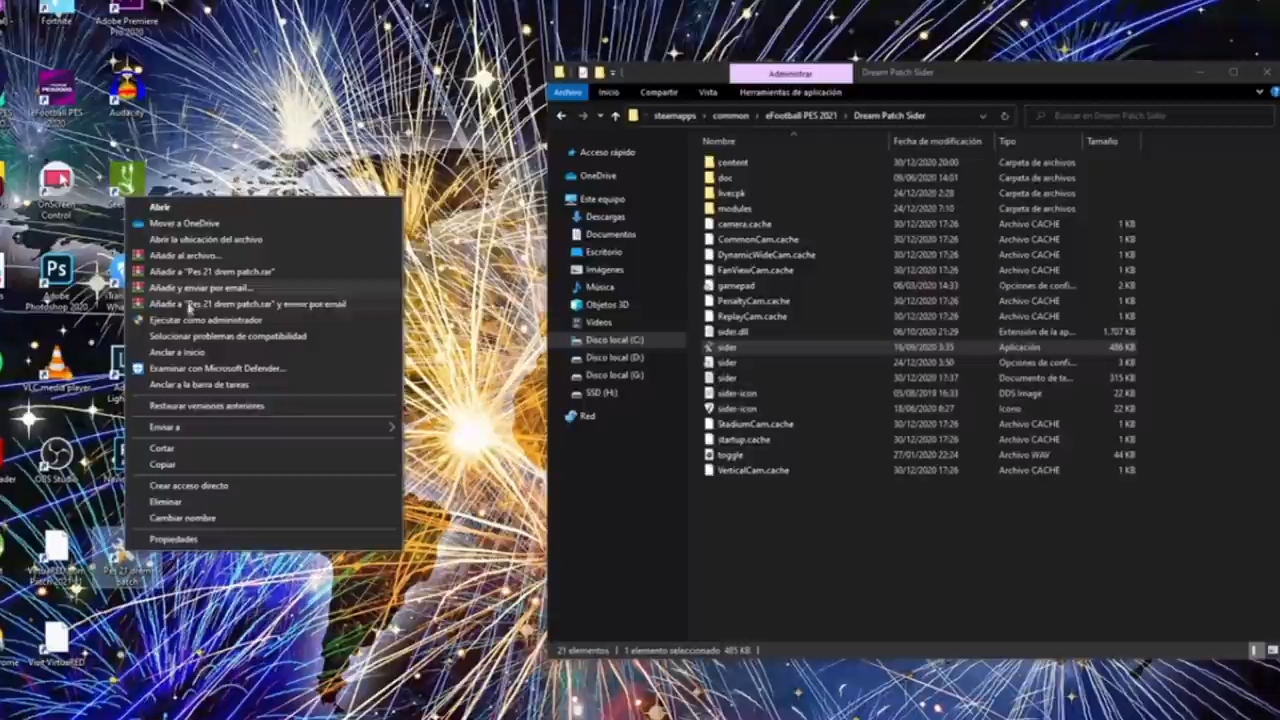 Fortnite
Adobe Premiere
Pro 2020
eFootball PES
2020
Audacity
OnScreen
Control
Adobe
Photoshop 2020
VLC media player
OBS Studio
Pes 21 drem
patch
Visit VirtuaRED
Abrir
Mover a OneDrive
Abrir la ubicación del archivo
Añadir al archivo...
Añadir a "Pes 21 drem patch.rar"
Añadir y enviar por email...
Añadir a "Pes 21 drem patch.rar" y enviar por email
Ejecutar como administrador
Solucionar problemas de compatibilidad
Anclar a Inicio
Examinar con Microsoft Defender...
Anclar a la barra de tareas
Restaurar versiones anteriores
Enviar a
Cortar
Copiar
Crear acceso directo
Eliminar
Cambiar nombre
Propiedades
Administrar
Dream Patch Sider
Archivo Inicio Compartir Vista Herramientas de aplicación
steamapps common eFootball PES 2021 Dream Patch Sider
Buscar en Dream Patch Sider
Acceso rápido
OneDrive
Este equipo
Descargas
Documentos
Escritorio
Imágenes
Música
Objetos 3D
Videos
Disco local (C:)
Disco local (D:)
Disco local (G:)
SSD (H:)
Red
Nombre Fecha de modificación Tipo Tamaño
content 30/12/2020 20:00 Carpeta de archivos
doc 09/06/2020 14:01 Carpeta de archivos
livecpk 24/12/2020 2:28 Carpeta de archivos
modules 24/12/2020 7:10 Carpeta de archivos
camera.cache 30/12/2020 17:26 Archivo CACHE 1 KB
CommonCam.cache 30/12/2020 17:26 Archivo CACHE 1 KB
DynamicWideCam.cache 30/12/2020 17:26 Archivo CACHE 1 KB
FanViewCam.cache 30/12/2020 17:26 Archivo CACHE 1 KB
gamepad 06/03/2020 14:33 Opciones de confi... 2 KB
PenaltyCam.cache 30/12/2020 17:26 Archivo CACHE 1 KB
ReplayCam.cache 30/12/2020 17:26 Archivo CACHE 1 KB
sider.dll 06/10/2020 21:29 Extensión de la ap... 1.707 KB
sider 16/09/2020 3:35 Aplicación 486 KB
sider 24/12/2020 3:50 Opciones de confi... 3 KB
sider 30/12/2020 17:37 Documento de te... 315 KB
sider-icon 05/08/2019 16:33 DDS Image 22 KB
sider-icon 18/06/2020 6:27 Icono 22 KB
StadiumCam.cache 30/12/2020 17:26 Archivo CACHE 1 KB
startup.cache 30/12/2020 17:26 Archivo CACHE 1 KB
toggle 27/01/2020 22:24 Archivo WAV 44 KB
VerticalCam.cache 30/12/2020 17:26 Archivo CACHE 1 KB
21 elementos 1 elemento seleccionado 485 KB